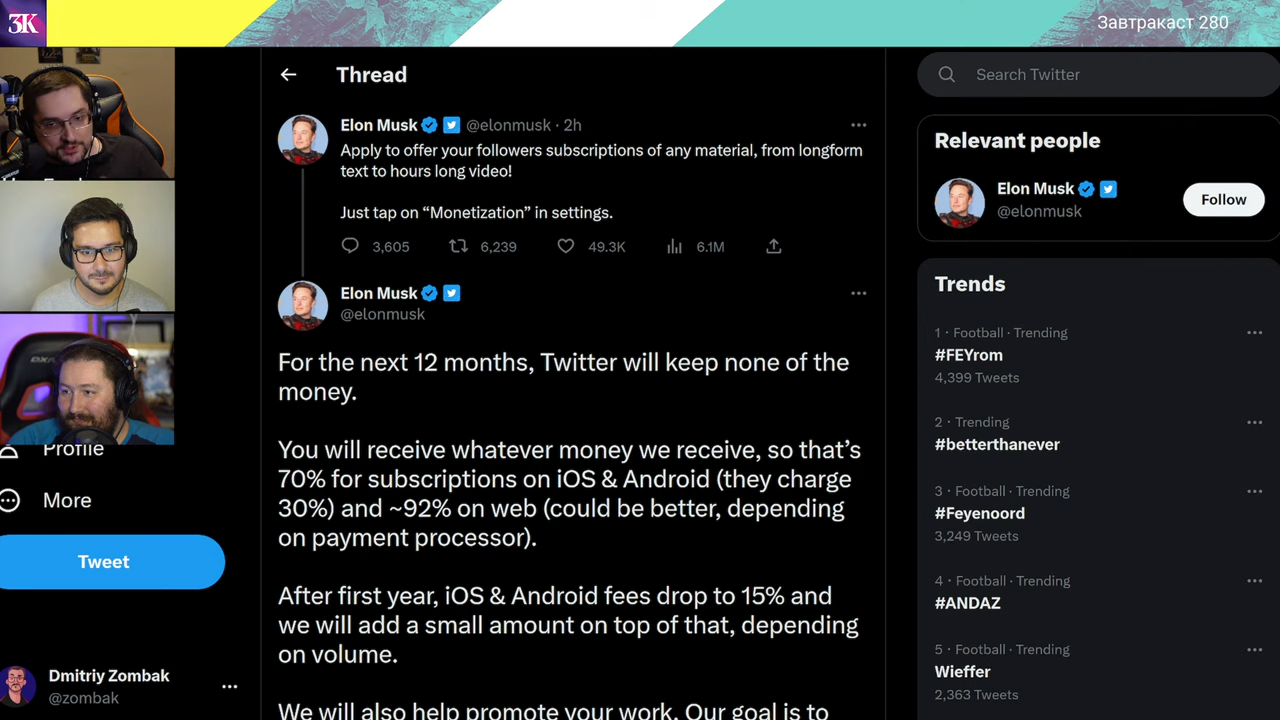 3K
Завтракаст 280
Thread
Elon Musk @elonmusk · 2h
Apply to offer your followers subscriptions of any material, from longform
text to hours long video!
Just tap on “Monetization” in settings.
3,605 6,239 49.3K 6.1M
Elon Musk
@elonmusk
For the next 12 months, Twitter will keep none of the
money.
You will receive whatever money we receive, so that’s
70% for subscriptions on iOS & Android (they charge
30%) and ~92% on web (could be better, depending
on payment processor).
After first year, iOS & Android fees drop to 15% and
we will add a small amount on top of that, depending
on volume.
We will also help promote your work. Our goal is to
Profile
More
Tweet
Dmitriy Zombak
@zombak
Search Twitter
Relevant people
Elon Musk
@elonmusk
Follow
Trends
1 · Football · Trending
#FEYrom
4,399 Tweets
2 · Trending
#betterthanever
3 · Football · Trending
#Feyenoord
3,249 Tweets
4 · Football · Trending
#ANDAZ
5 · Football · Trending
Wieffer
2,363 Tweets